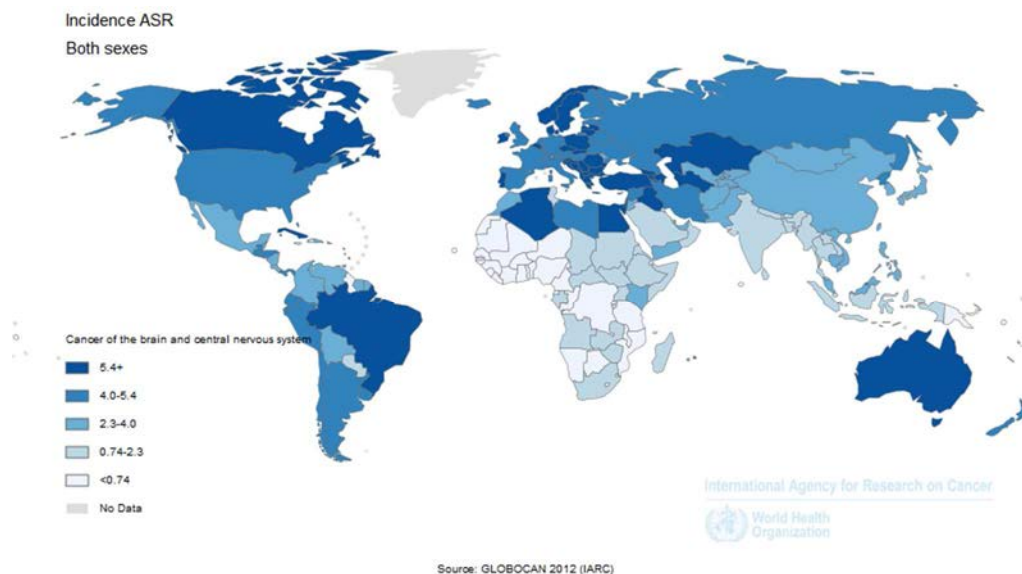 Incidence ASR
Both sexes
Cancer of the brain and central nervous system
5.4+
4.0-5.4
2.3-4.0
0.74-2.3
<0.74
No Data
International Agency for Research on Cancer
World Health
Organization
Source: GLOBOCAN 2012 (IARC)